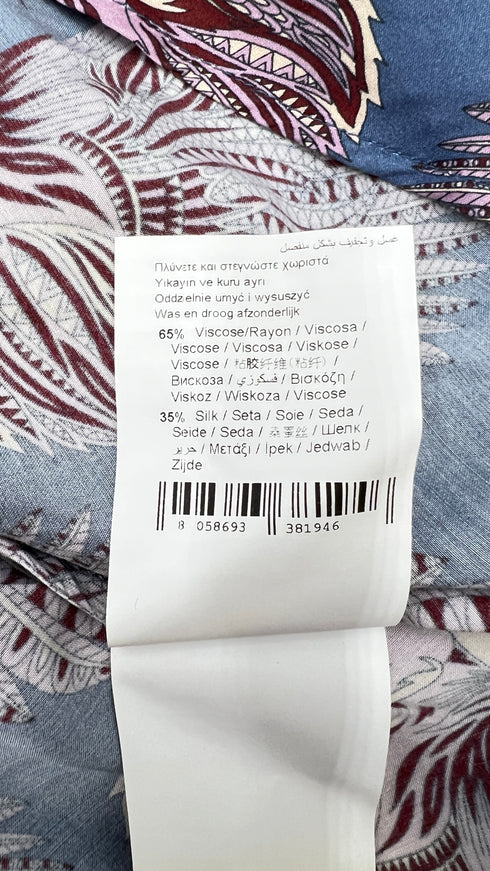 غسل وتجفيف بشكل منفصل
Πλύνετε και στεγνώστε χωριστά
Yıkayın ve kuru ayrı
Oddzielnie umyć i wysuszyć
Was en droog afzonderlijk
65% Viscose/Rayon / Viscosa /
Viscose / Viscosa / Viskose /
Viscose / 粘胶纤维(粘纤) /
Вискоза / فسكوزي / Βισκόζη /
Viskoz / Wiskoza / Viscose
35% Silk / Seta / Soie / Seda /
Seide / Seda / 桑蚕丝 / Шелк /
حرير / Μετάξι / İpek / Jedwab /
Zijde
8 058693 381946